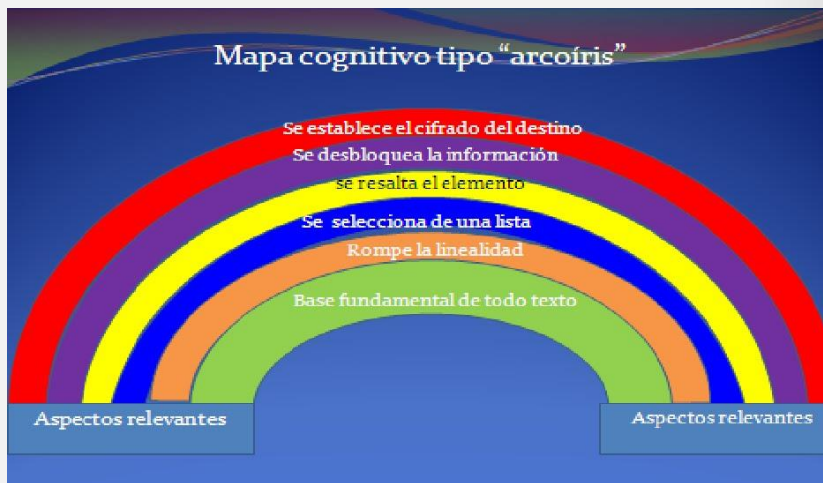 Mapa cognitivo tipo “arcoíris”
Se establece el cifrado del destino
Se desbloquea la información
se resalta el elemento
Se selecciona de una lista
Rompe la linealidad
Base fundamental de todo texto
Aspectos relevantes
Aspectos relevantes